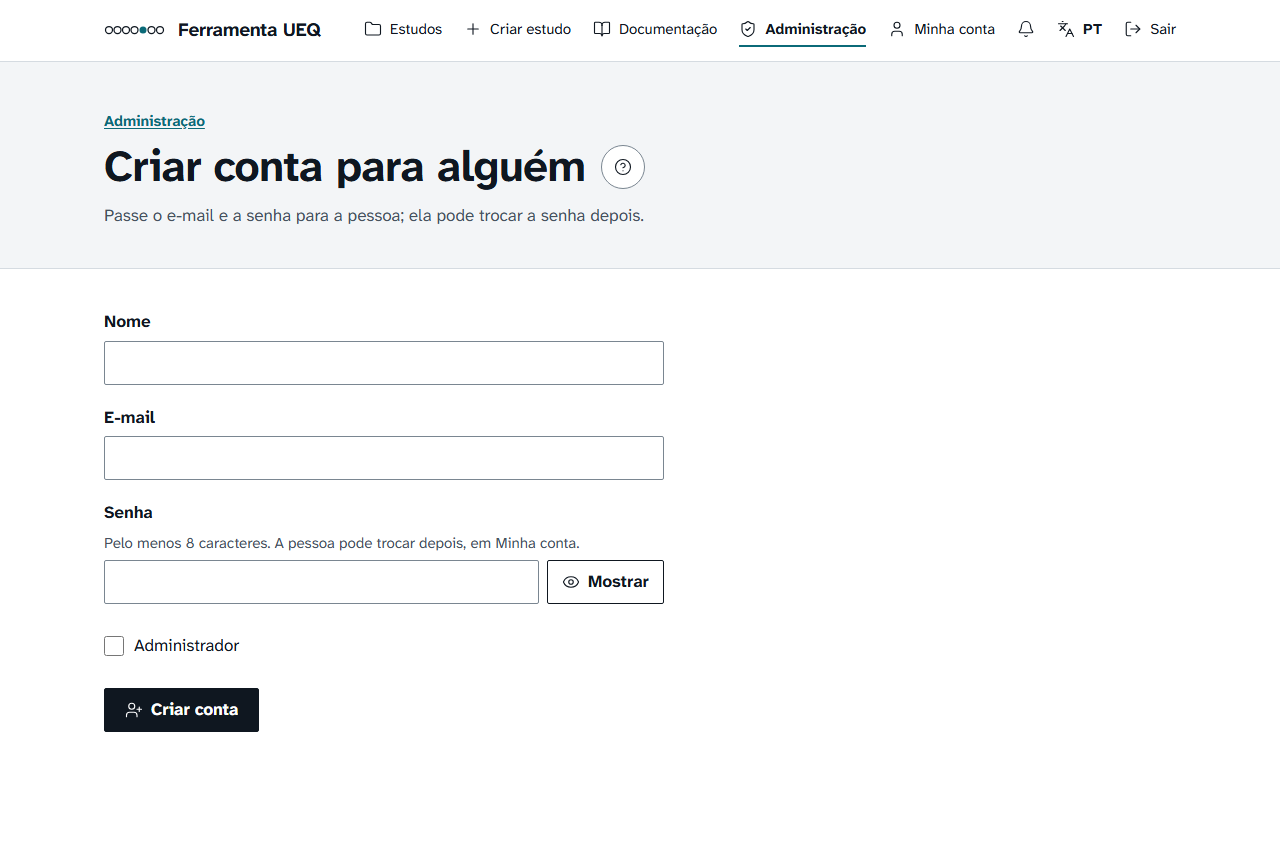 Ferramenta UEQ
Estudos
Criar estudo
Documentação
Administração
Minha conta
PT
Sair
Administração
Criar conta para alguém
Passe o e-mail e a senha para a pessoa; ela pode trocar a senha depois.
Nome
E-mail
Senha
Pelo menos 8 caracteres. A pessoa pode trocar depois, em Minha conta.
Mostrar
Administrador
Criar conta